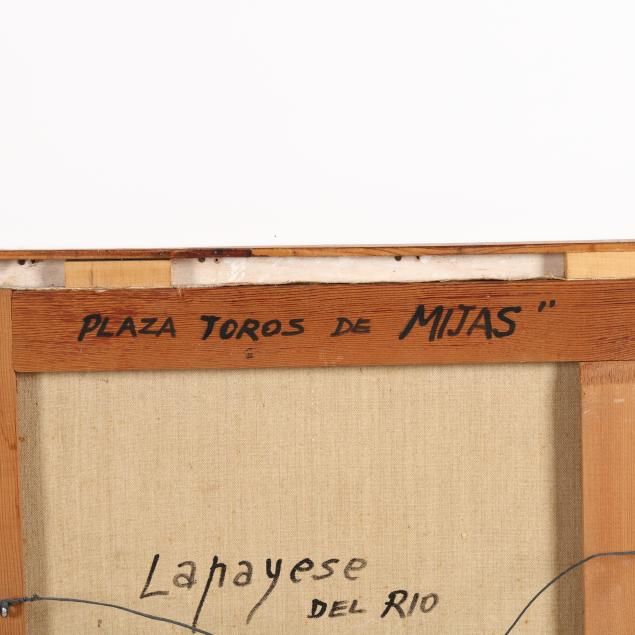 PLAZA TOROS DE MIJAS"
Lapayese
DEL RIO